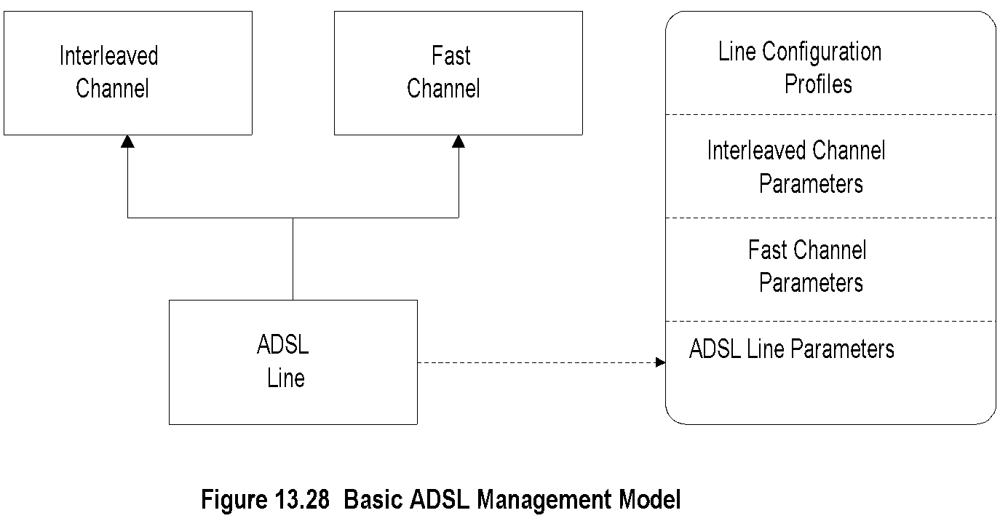 Interleaved
Channel
Fast
Channel
Line Configuration
Profiles
Interleaved Channel
Parameters
Fast Channel
Parameters
ADSL Line Parameters
ADSL
Line
Figure 13.28 Basic ADSL Management Model